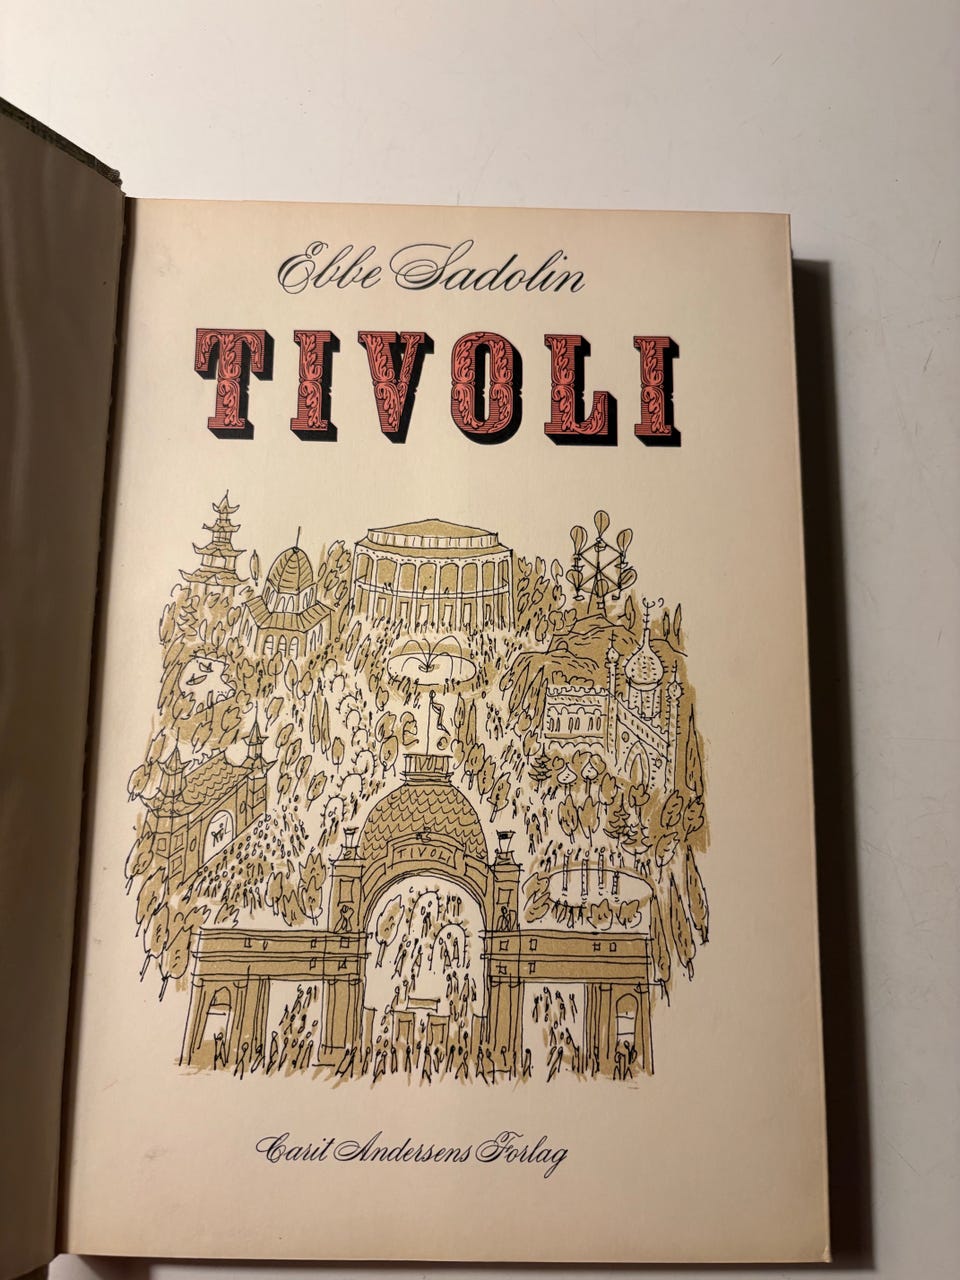 Ebbe Sadolin
TIVOLI
TIVOLI
Carit Andersens Forlag